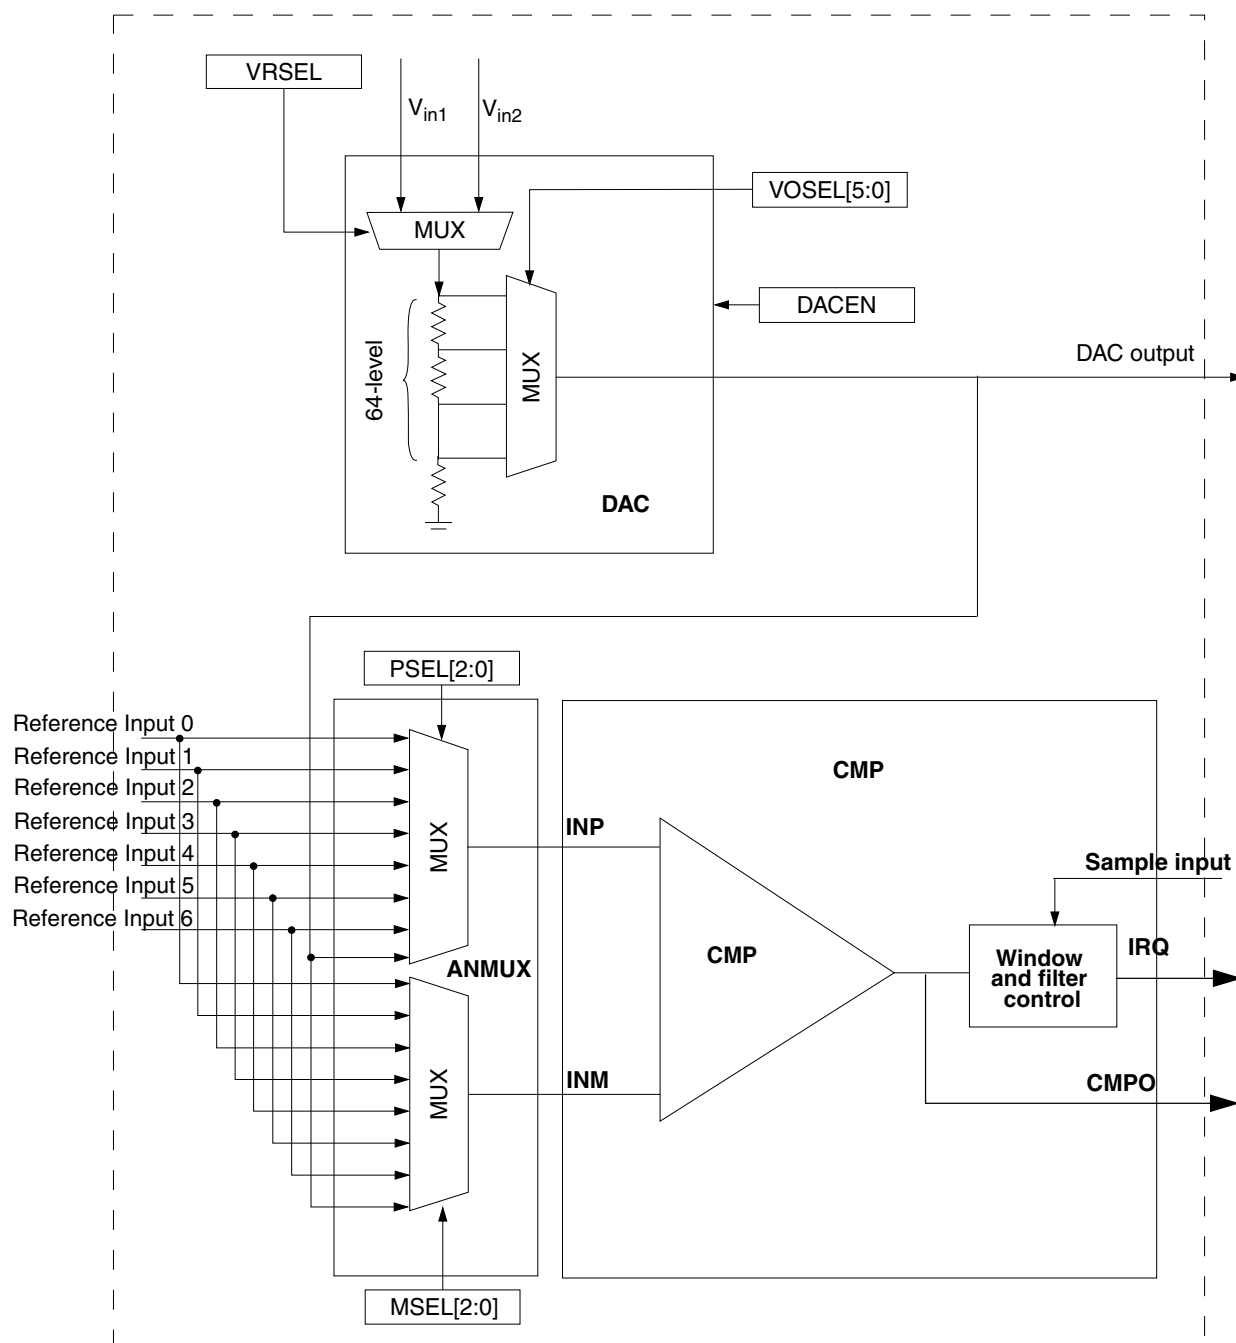 VRSEL
Vin1
Vin2
VOSEL[5:0]
MUX
DACEN
64-level
MUX
DAC output
DAC
PSEL[2:0]
Reference Input 0
Reference Input 1
Reference Input 2
Reference Input 3
Reference Input 4
Reference Input 5
Reference Input 6
MUX
ANMUX
MUX
MSEL[2:0]
CMP
INP
INM
CMP
Sample input
Window
and filter
control
IRQ
CMPO